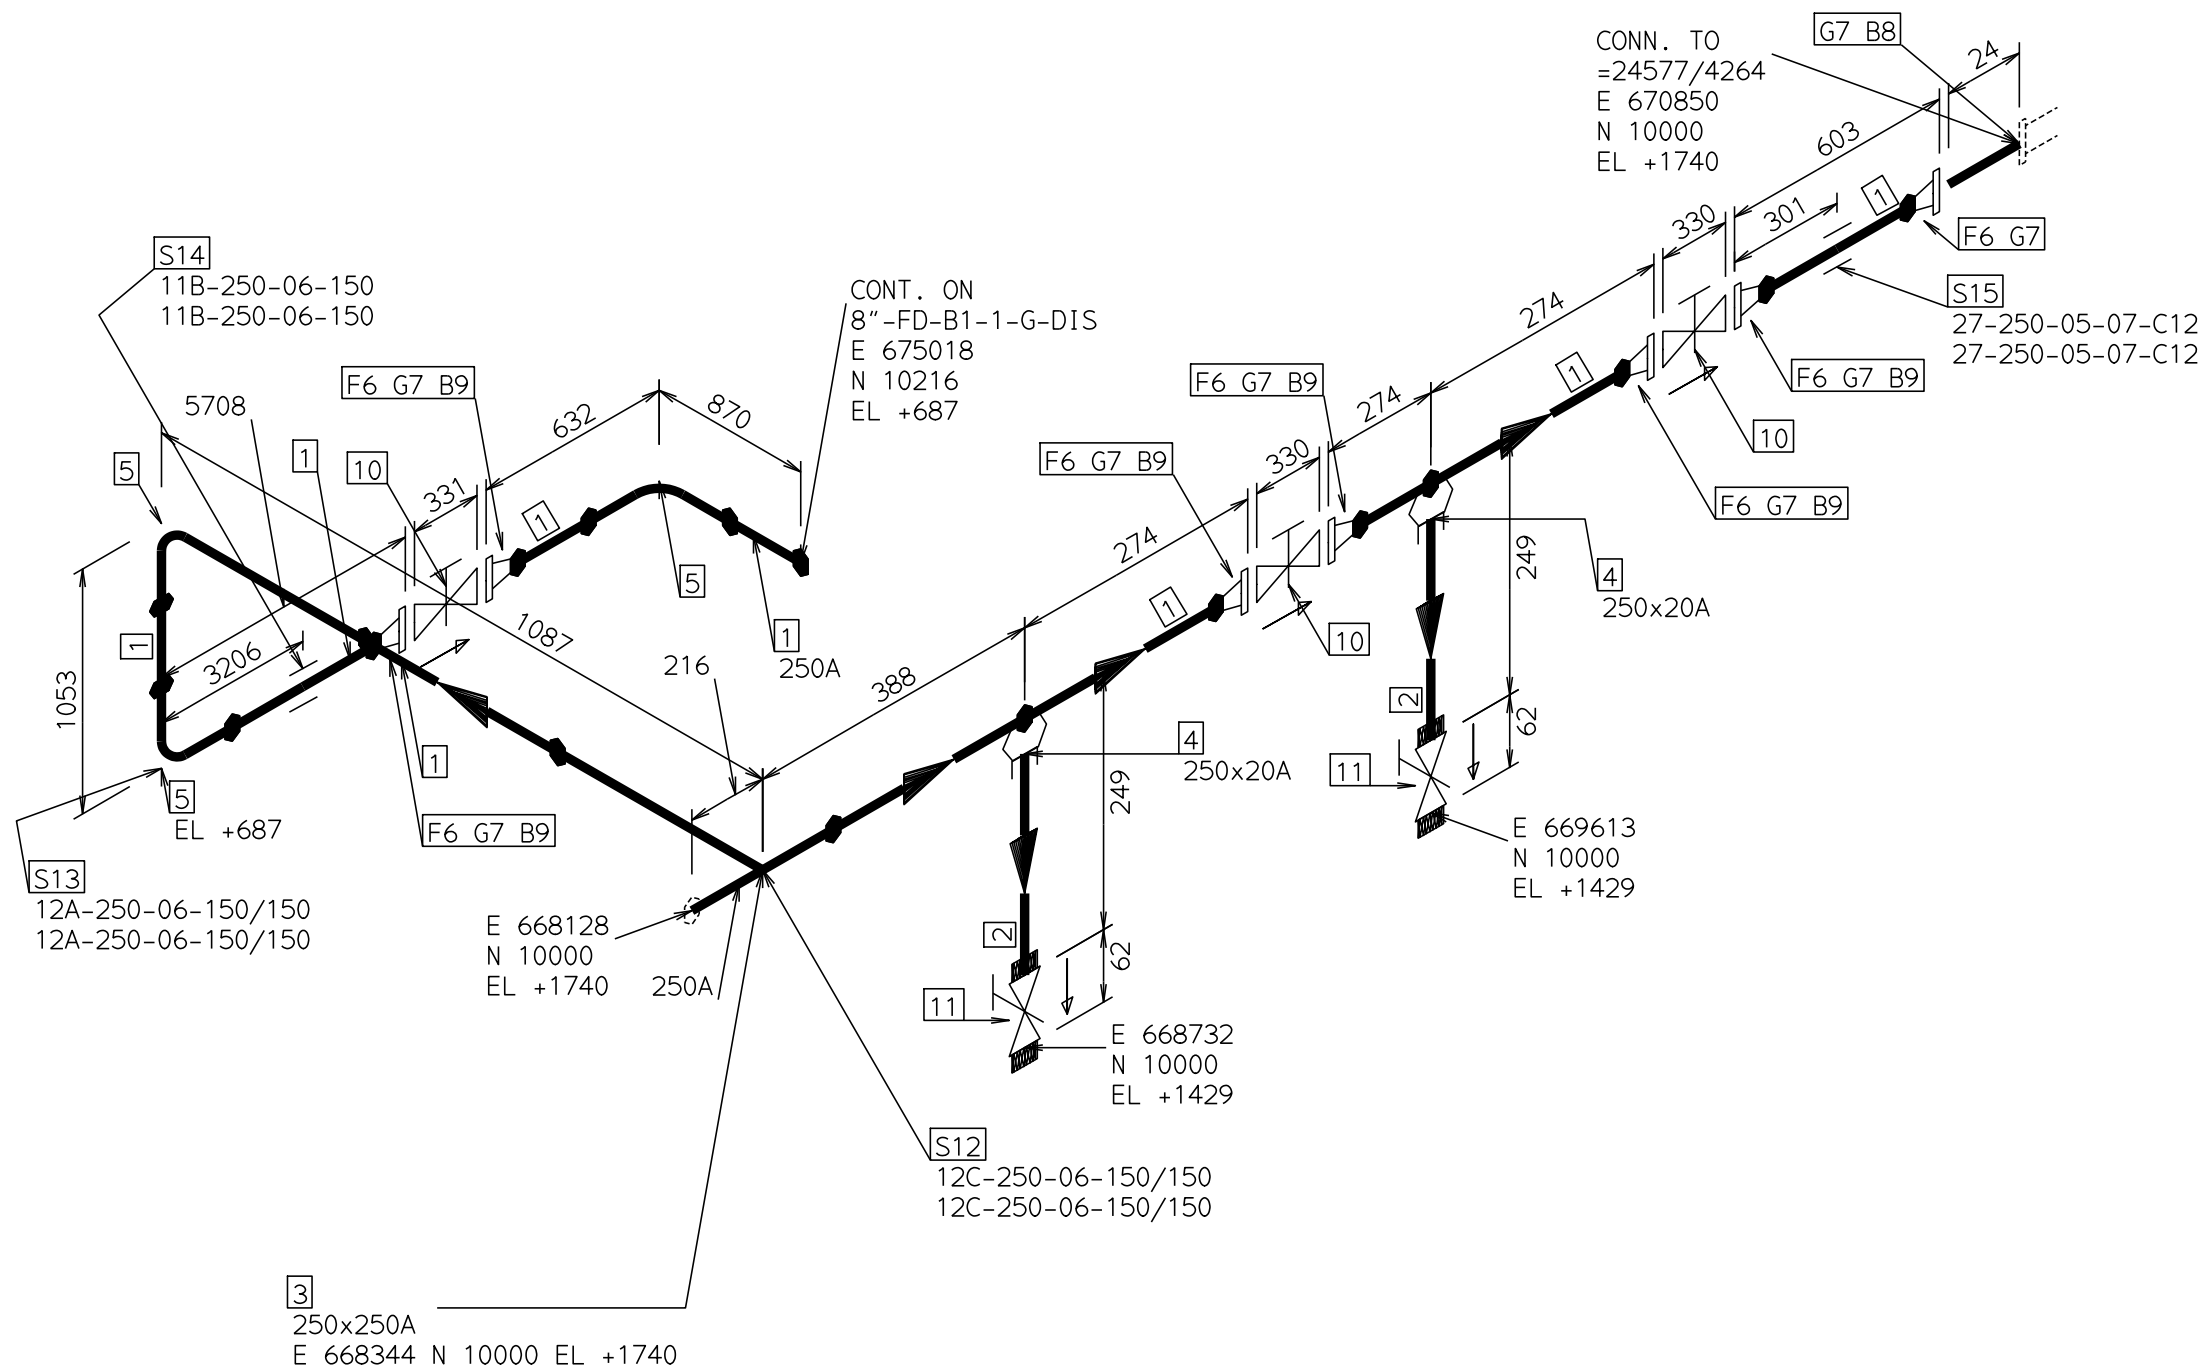 G7 B8
CONN. TO
=24577/4264
E 670850
N 10000
EL +1740
24
603
1
330
301
F6 G7
S14
11B-250-06-150
11B-250-06-150
CONT. ON
8"-FD-B1-1-G-DIS
E 675018
N 10216
EL +687
S15
27-250-05-07-C12
27-250-05-07-C12
274
F6 G7 B9
F6 G7 B9
F6 G7 B9
1
5708
632
870
274
10
5
1
10
F6 G7 B9
331
330
F6 G7 B9
1
5
274
249
4
250x20A
1
1087
1
10
1
250A
1
3206
216
388
1053
2
62
4
250x20A
1
11
5
EL +687
F6 G7 B9
249
E 669613
N 10000
EL +1429
S13
12A-250-06-150/150
12A-250-06-150/150
E 668128
N 10000
EL +1740
250A
2
62
11
E 668732
N 10000
EL +1429
S12
12C-250-06-150/150
12C-250-06-150/150
3
250x250A
E 668344 N 10000 EL +1740